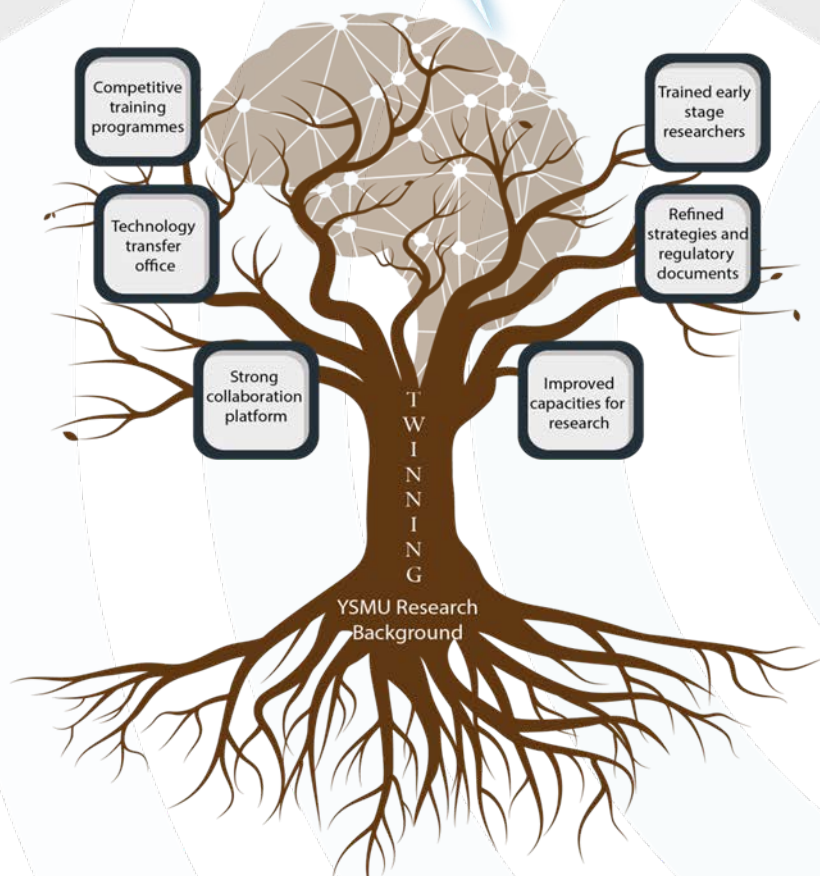 Competitive
training
programmes
Trained early
stage
researchers
Technology
transfer
office
Refined
strategies and
regulatory
documents
Strong
collaboration
platform
Improved
capacities for
research
TWINNING
YSMU Research
Background